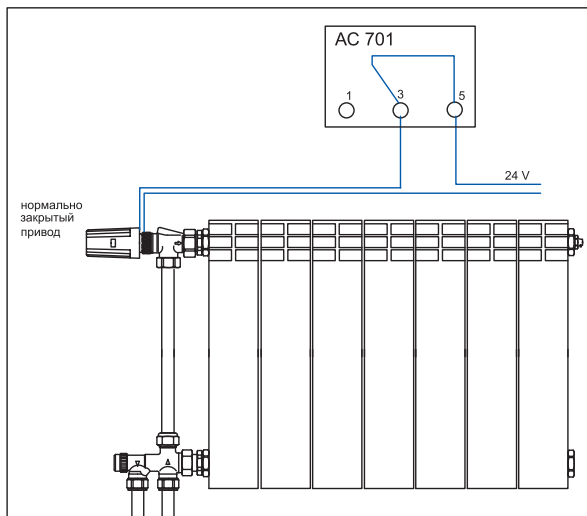 AC 701
1 3 5
24 V
нормально
закрытый
привод